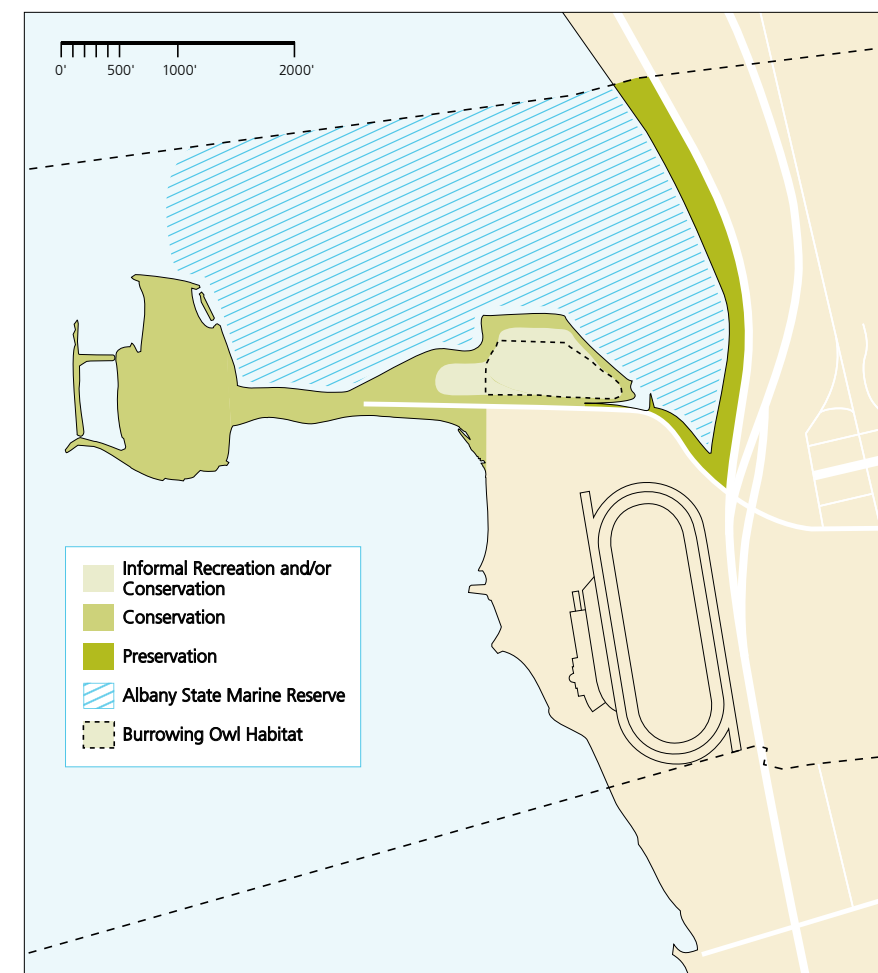 0' 500' 1000' 2000'
Informal Recreation and/or
Conservation
Conservation
Preservation
Albany State Marine Reserve
Burrowing Owl Habitat